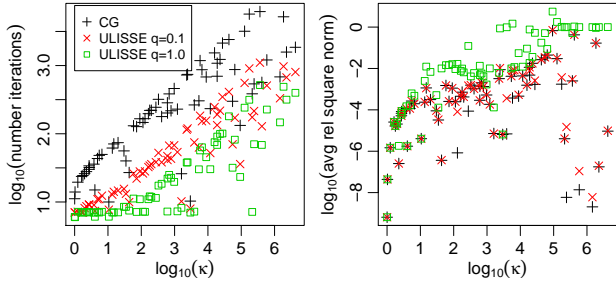 CG
ULISSE q=0.1
ULISSE q=1.0
log10(number iterations)
3.0
2.0
1.0
0 1 2 3 4 5 6
log10(κ)
log10(avg rel square norm)
0
-2
-4
-6
-8
0 1 2 3 4 5 6
log10(κ)